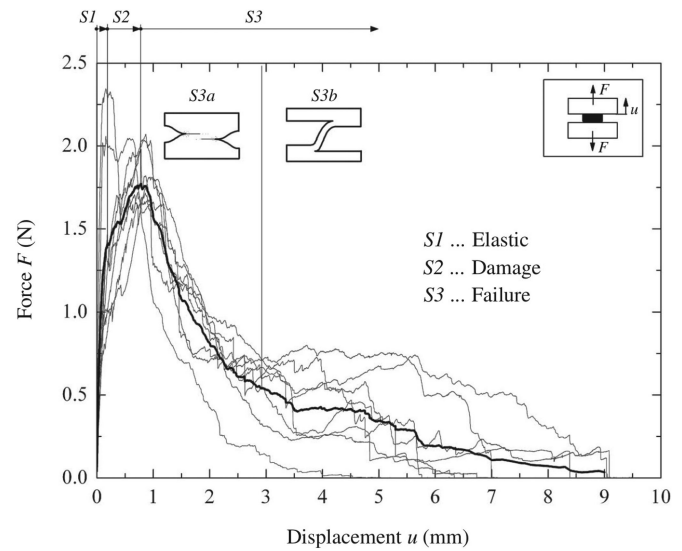 S1 S2 S3
2.5
2.0
1.5
1.0
0.5
0.0
S3a S3b
F
u
F
S1 ... Elastic
S2 ... Damage
S3 ... Failure
0 1 2 3 4 5 6 7 8 9 10
Force F (N)
Displacement u (mm)